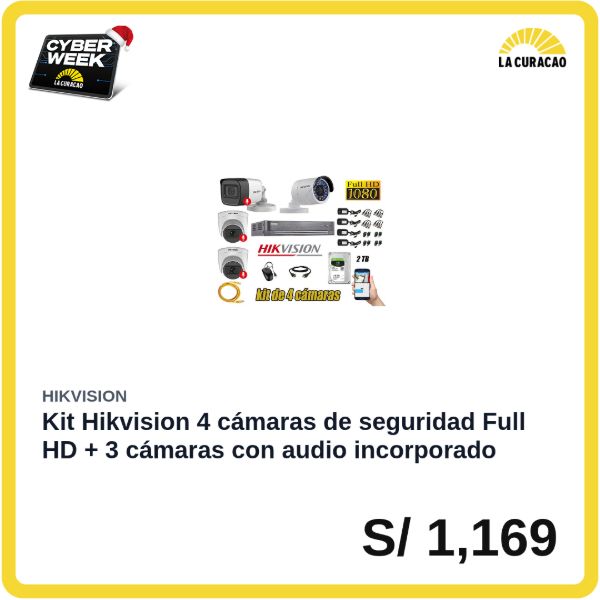 CYBER
WEEK
LA CURACAO
LA CURACAO
Full HD
1080
HIKVISION
2 TB
kit de 4 cámaras
HIKVISION
Kit Hikvision 4 cámaras de seguridad Full
HD + 3 cámaras con audio incorporado
S/ 1,169